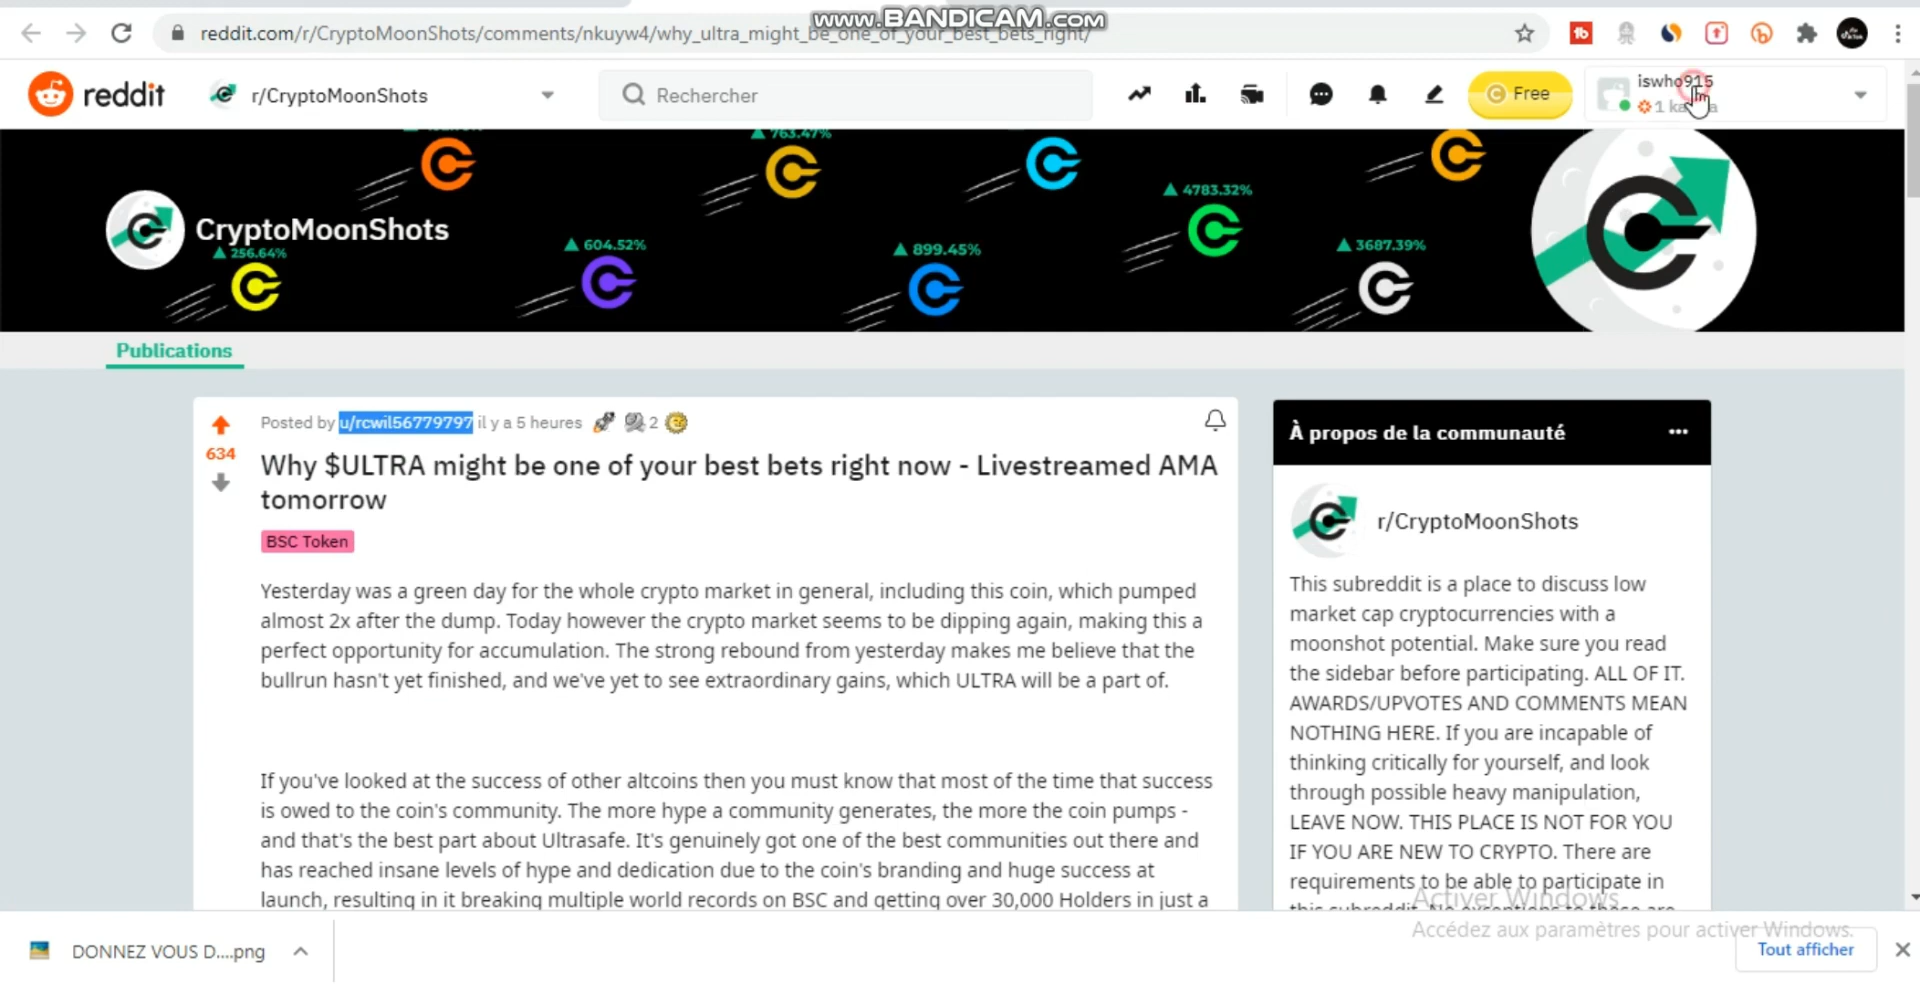 www.BANDICAM.com
reddit.com/r/CryptoMoonShots/comments/nkuyw4/why_ultra_might_be_one_of_your_best_bets_right/
reddit
r/CryptoMoonShots
Rechercher
Free
iswho915
1
763.47%
4783.32%
CryptoMoonShots
256.64%
604.52%
899.45%
3687.39%
Publications
634
Posted by u/rcwil56779797 il y a 5 heures 2
Why $ULTRA might be one of your best bets right now - Livestreamed AMA
tomorrow
BSC Token
Yesterday was a green day for the whole crypto market in general, including this coin, which pumped
almost 2x after the dump. Today however the crypto market seems to be dipping again, making this a
perfect opportunity for accumulation. The strong rebound from yesterday makes me believe that the
bullrun hasn't yet finished, and we've yet to see extraordinary gains, which ULTRA will be a part of.
If you've looked at the success of other altcoins then you must know that most of the time that success
is owed to the coin's community. The more hype a community generates, the more the coin pumps -
and that's the best part about Ultrasafe. It's genuinely got one of the best communities out there and
has reached insane levels of hype and dedication due to the coin's branding and huge success at
launch, resulting in it breaking multiple world records on BSC and getting over 30,000 Holders in just a
À propos de la communauté
r/CryptoMoonShots
This subreddit is a place to discuss low
market cap cryptocurrencies with a
moonshot potential. Make sure you read
the sidebar before participating. ALL OF IT.
AWARDS/UPVOTES AND COMMENTS MEAN
NOTHING HERE. If you are incapable of
thinking critically for yourself, and look
through possible heavy manipulation,
LEAVE NOW. THIS PLACE IS NOT FOR YOU
IF YOU ARE NEW TO CRYPTO. There are
requirements to be able to participate in
this subreddit. No exceptions to these are
Activer Windows
Accédez aux paramètres pour activer Windows.
DONNEZ VOUS D....png
Tout afficher